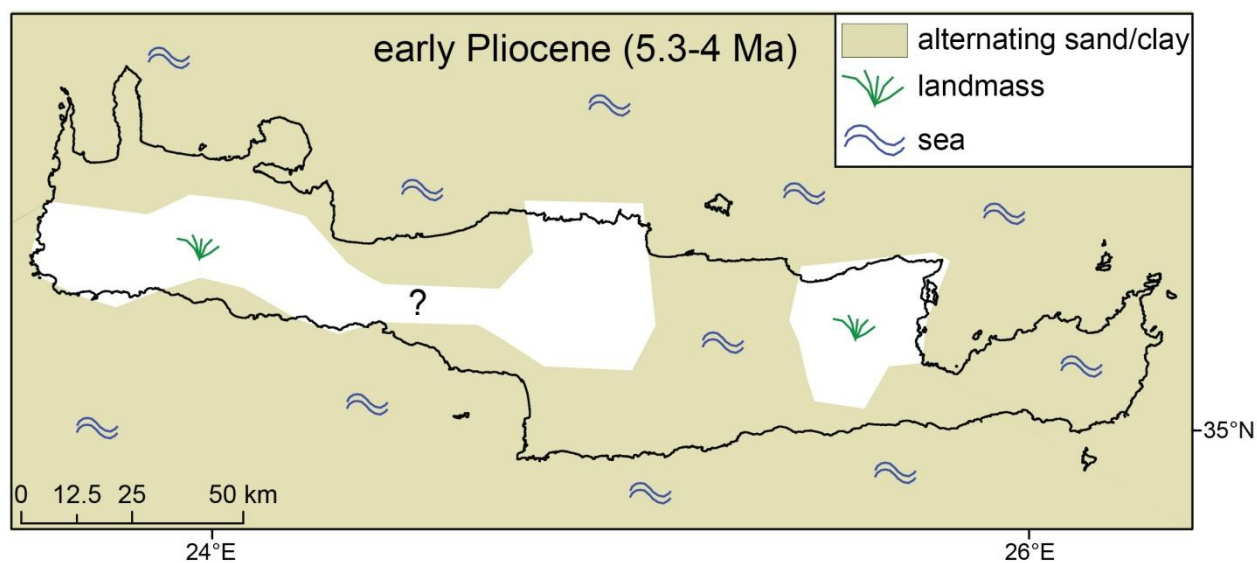 early Pliocene (5.3-4 Ma)
alternating sand/clay
landmass
sea
?
35°N
0 12.5 25 50 km
24°E 26°E